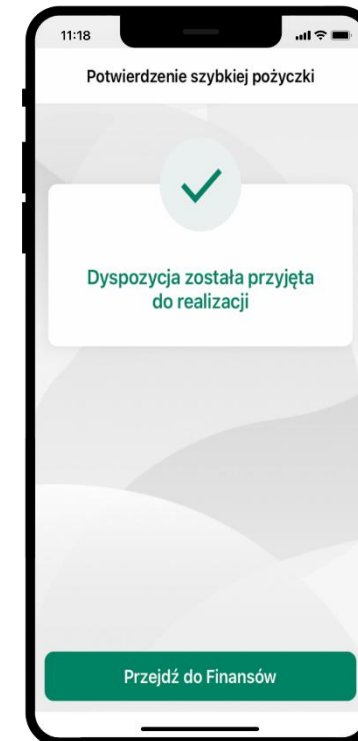 11:18
Potwierdzenie szybkiej pożyczki
Dyspozycja została przyjęta
do realizacji
Przejdź do Finansów